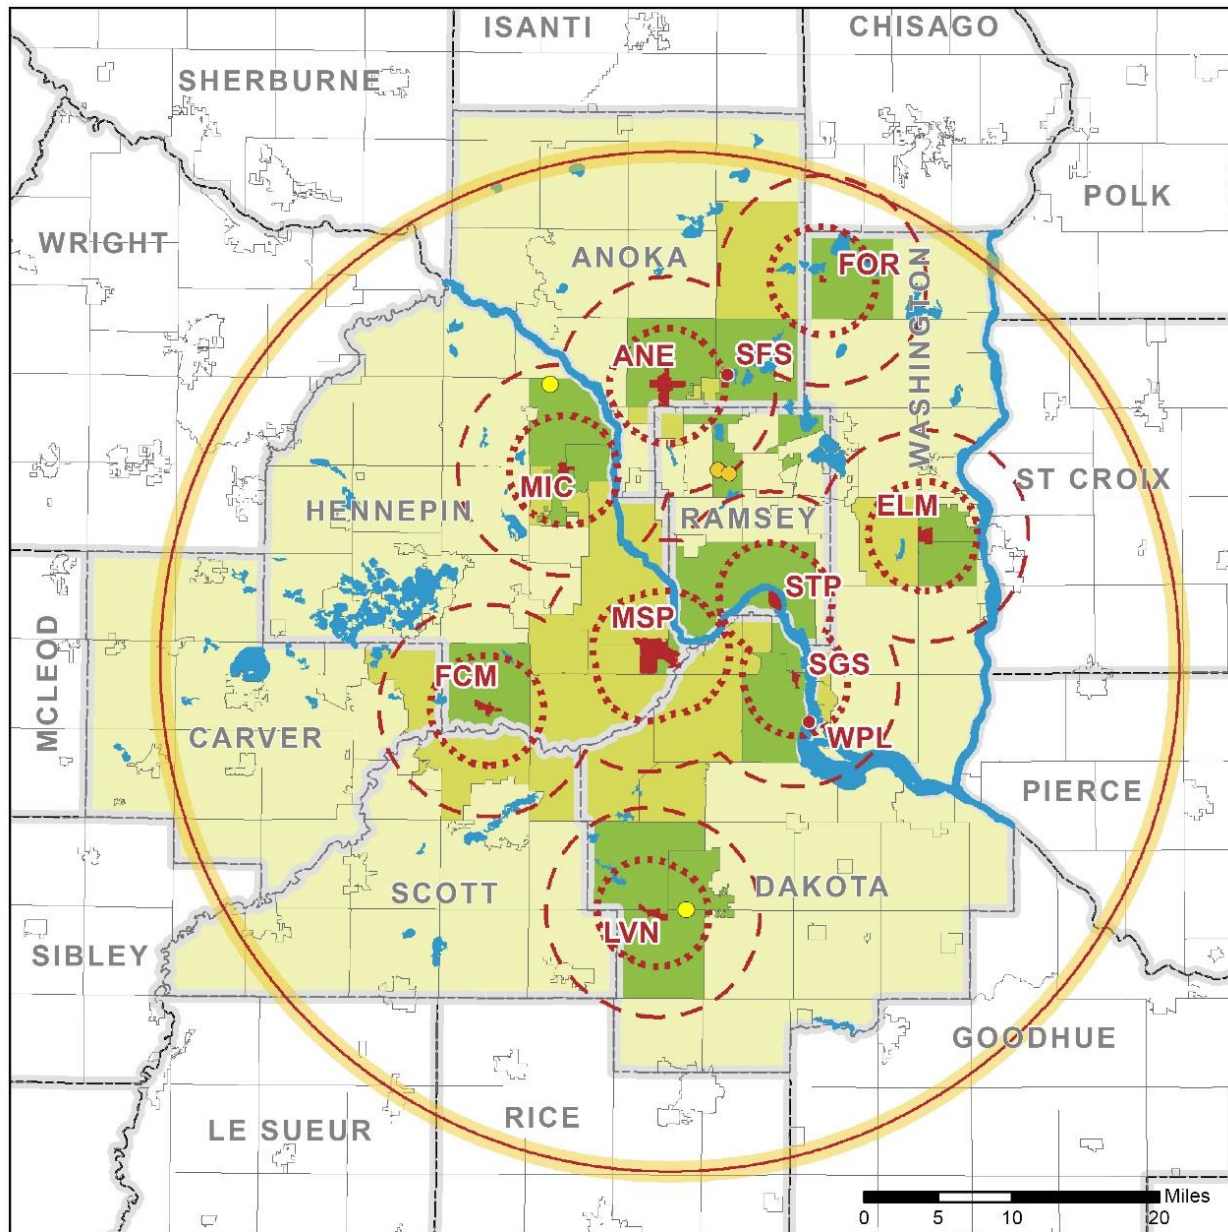 ISANTI
CHISAGO
SHERBURNE
POLK
WRIGHT
ANOKA
FOR
WASHINGTON
ANE
SFS
MIC
HENNEPIN
RAMSEY
ELM
ST CROIX
STP
MSP
SGS
FCM
MCLEOD
CARVER
WPL
PIERCE
SCOTT
DAKOTA
LVN
SIBLEY
GOODHUE
LE SUEUR
RICE
Miles
0 5 10 20